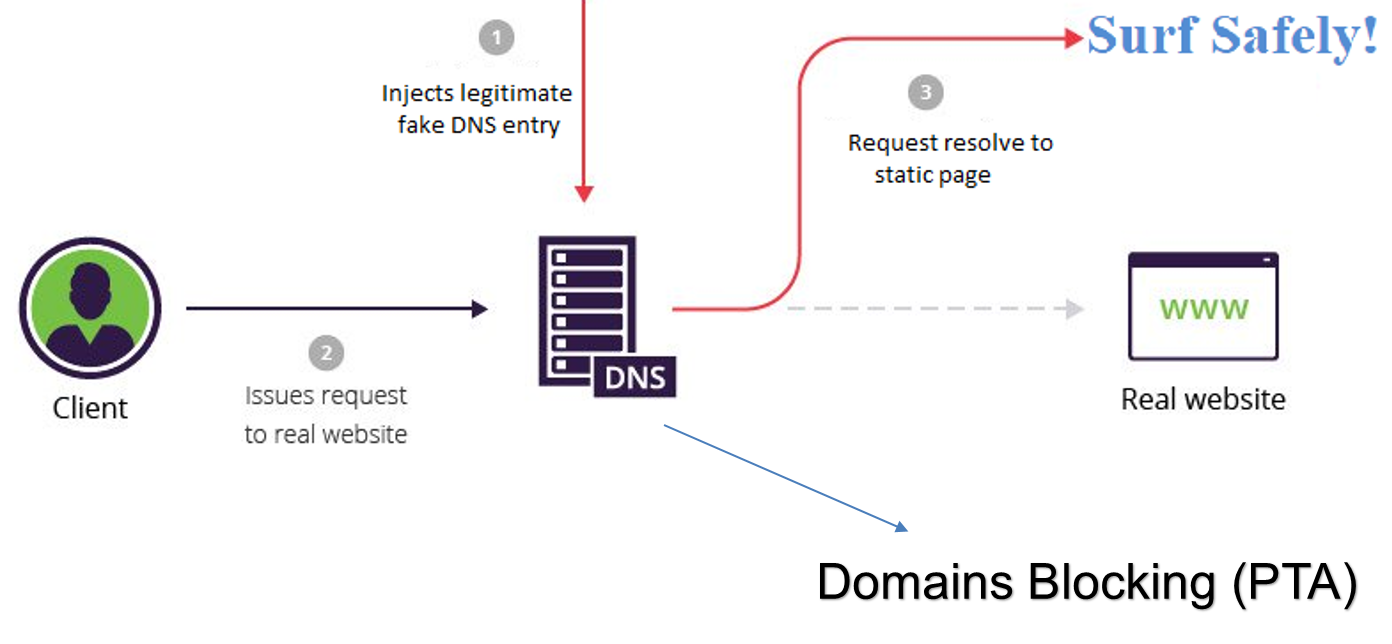 1
Injects legitimate
fake DNS entry
Surf Safely!
3
Request resolve to
static page
DNS
www
Client
2
Issues request
to real website
Real website
Domains Blocking (PTA)